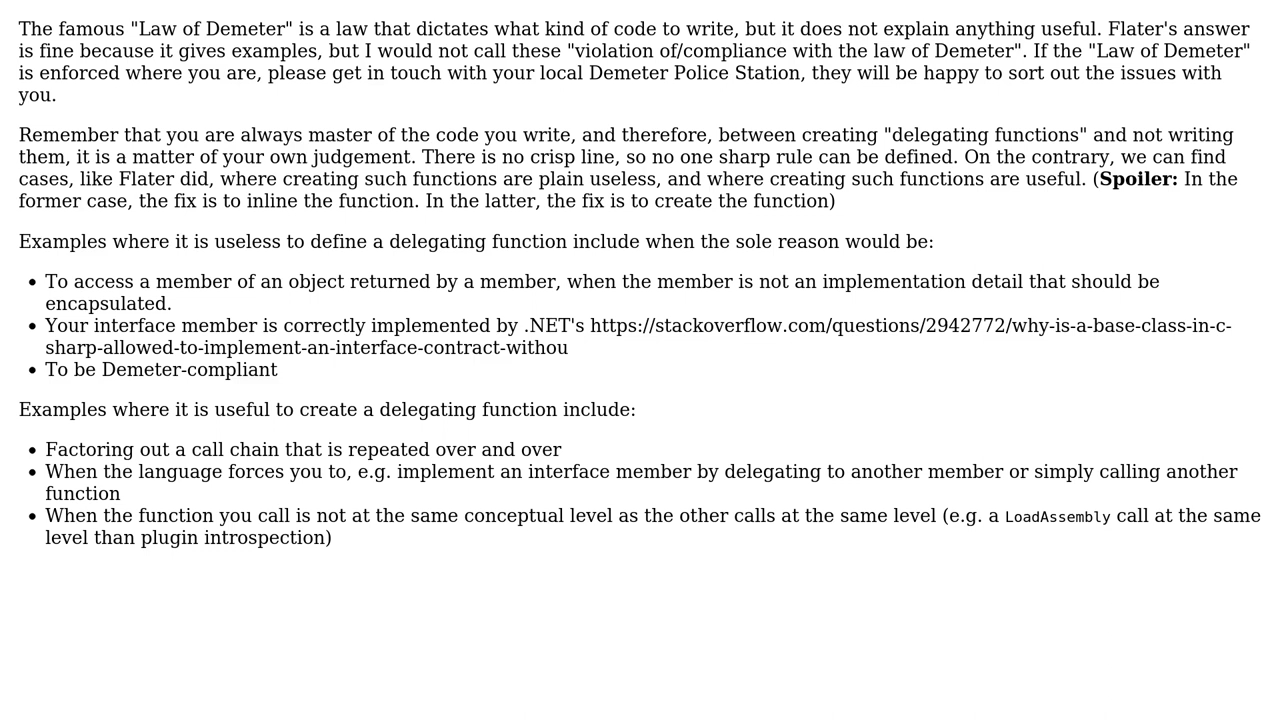 The famous "Law of Demeter" is a law that dictates what kind of code to write, but it does not explain anything useful. Flater's answer
is fine because it gives examples, but I would not call these "violation of/compliance with the law of Demeter". If the "Law of Demeter"
is enforced where you are, please get in touch with your local Demeter Police Station, they will be happy to sort out the issues with
you.
Remember that you are always master of the code you write, and therefore, between creating "delegating functions" and not writing
them, it is a matter of your own judgement. There is no crisp line, so no one sharp rule can be defined. On the contrary, we can find
cases, like Flater did, where creating such functions are plain useless, and where creating such functions are useful. (Spoiler: In the
former case, the fix is to inline the function. In the latter, the fix is to create the function)
Examples where it is useless to define a delegating function include when the sole reason would be:
• To access a member of an object returned by a member, when the member is not an implementation detail that should be
encapsulated.
• Your interface member is correctly implemented by .NET's https://stackoverflow.com/questions/2942772/why-is-a-base-class-in-c-
sharp-allowed-to-implement-an-interface-contract-withou
• To be Demeter-compliant
Examples where it is useful to create a delegating function include:
• Factoring out a call chain that is repeated over and over
• When the language forces you to, e.g. implement an interface member by delegating to another member or simply calling another
function
• When the function you call is not at the same conceptual level as the other calls at the same level (e.g. a LoadAssembly call at the same
level than plugin introspection)